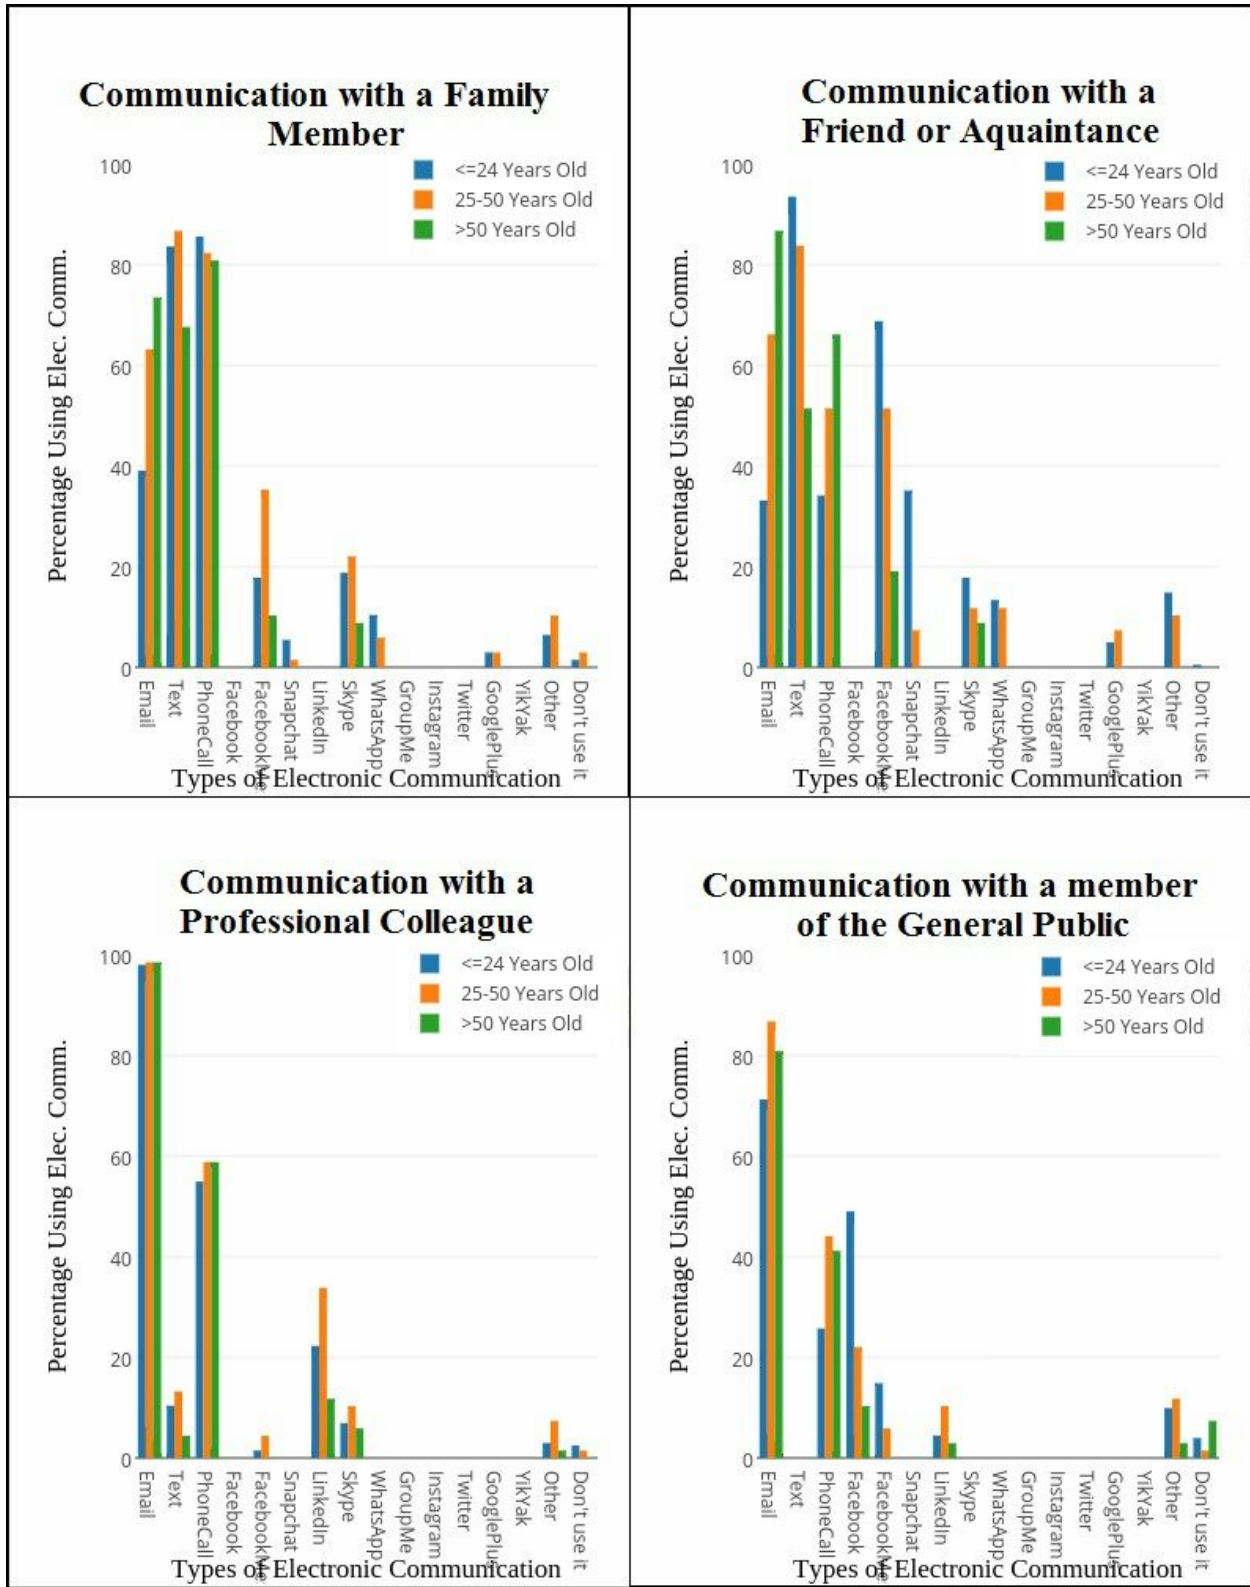 Communication with a Family
Member
<=24 Years Old
25-50 Years Old
>50 Years Old
100
80
60
40
20
0
Percentage Using Elec. Comm.
Email
Text
PhoneCall
Facebook
FacebookMe
Snapchat
LinkedIn
Skype
WhatsApp
GroupMe
Instagram
Twitter
GooglePlus
YikYak
Other
Don't use it
Types of Electronic Communication
Communication with a
Friend or Aquaintance
<=24 Years Old
25-50 Years Old
>50 Years Old
100
80
60
40
20
0
Percentage Using Elec. Comm.
Email
Text
PhoneCall
Facebook
FacebookMe
Snapchat
LinkedIn
Skype
WhatsApp
GroupMe
Instagram
Twitter
GooglePlus
YikYak
Other
Don't use it
Types of Electronic Communication
Communication with a
Professional Colleague
<=24 Years Old
25-50 Years Old
>50 Years Old
100
80
60
40
20
0
Percentage Using Elec. Comm.
Email
Text
PhoneCall
Facebook
FacebookMe
Snapchat
LinkedIn
Skype
WhatsApp
GroupMe
Instagram
Twitter
GooglePlus
YikYak
Other
Don't use it
Types of Electronic Communication
Communication with a member
of the General Public
<=24 Years Old
25-50 Years Old
>50 Years Old
100
80
60
40
20
0
Percentage Using Elec. Comm.
Email
Text
PhoneCall
Facebook
FacebookMe
Snapchat
LinkedIn
Skype
WhatsApp
GroupMe
Instagram
Twitter
GooglePlus
YikYak
Other
Don't use it
Types of Electronic Communication